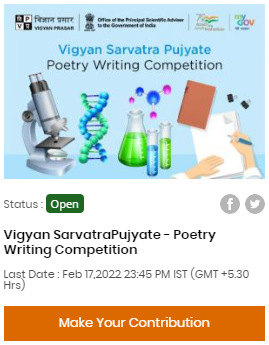 विज्ञान प्रसार
VIGYAN PRASAR
Office of the Principal Scientific Adviser
to the Government of India
my
GOV
Vigyan Sarvatra Pujyate
Poetry Writing Competition
Status : Open
Vigyan SarvatraPujyate - Poetry
Writing Competition
Last Date : Feb 17,2022 23:45 PM IST (GMT +5.30
Hrs)
Make Your Contribution